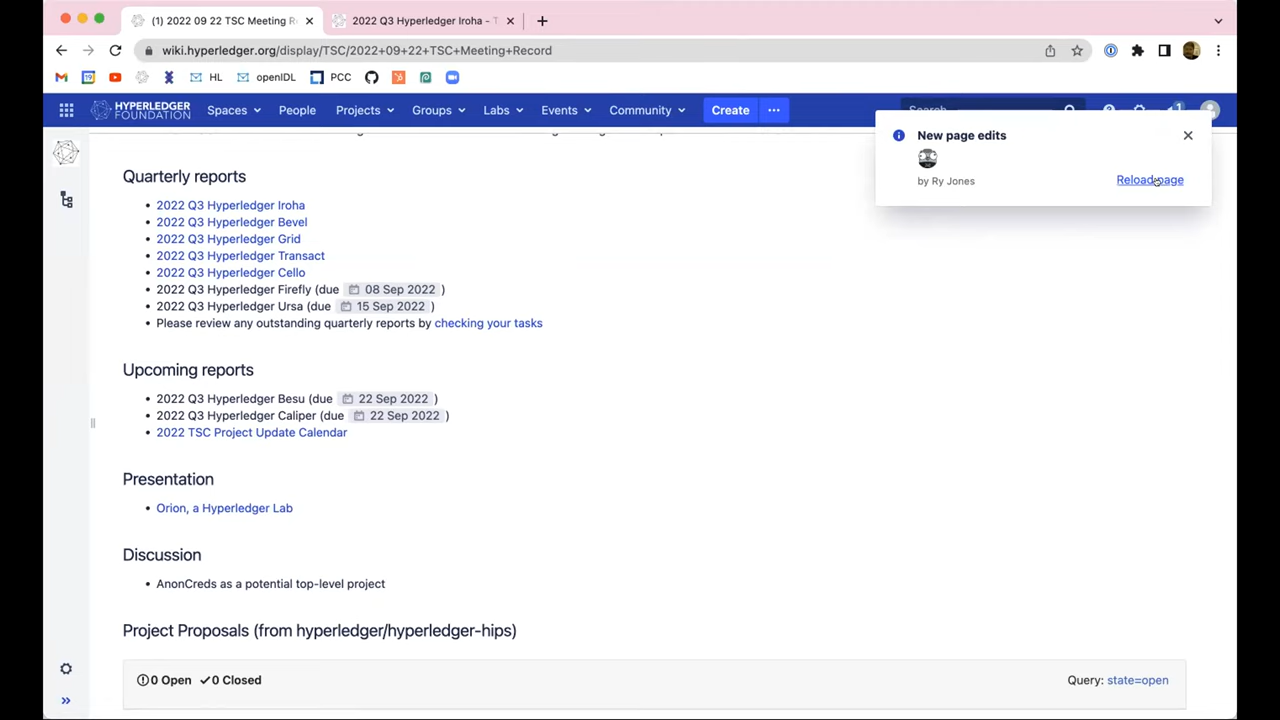 (1) 2022 09 22 TSC Meeting R
2022 Q3 Hyperledger Iroha - T
wiki.hyperledger.org/display/TSC/2022+09+22+TSC+Meeting+Record
HL
openIDL
PCC
HYPERLEDGER
FOUNDATION
Spaces
People
Projects
Groups
Labs
Events
Community
Create
Search
1
New page edits
by Ry Jones
Reload page
Quarterly reports
• 2022 Q3 Hyperledger Iroha
• 2022 Q3 Hyperledger Bevel
• 2022 Q3 Hyperledger Grid
• 2022 Q3 Hyperledger Transact
• 2022 Q3 Hyperledger Cello
• 2022 Q3 Hyperledger Firefly (due 08 Sep 2022 )
• 2022 Q3 Hyperledger Ursa (due 15 Sep 2022 )
• Please review any outstanding quarterly reports by checking your tasks
Upcoming reports
• 2022 Q3 Hyperledger Besu (due 22 Sep 2022 )
• 2022 Q3 Hyperledger Caliper (due 22 Sep 2022 )
• 2022 TSC Project Update Calendar
Presentation
• Orion, a Hyperledger Lab
Discussion
• AnonCreds as a potential top-level project
Project Proposals (from hyperledger/hyperledger-hips)
0 Open ✓0 Closed
Query: state=open